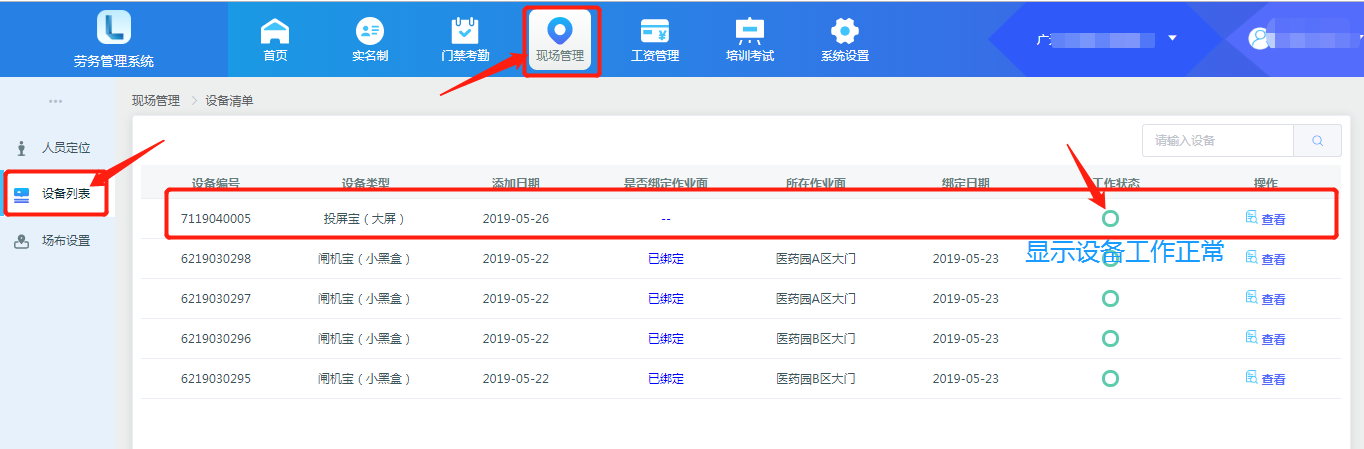 劳务管理系统
首页
实名制
门禁考勤
现场管理
工资管理
培训考试
系统设置
广
现场管理 > 设备清单
人员定位
设备列表
场布设置
请输入设备
设备编号 设备类型 添加日期 是否绑定作业面 所在作业面 绑定日期 工作状态 操作
7119040005 投屏宝（大屏） 2019-05-26 -- 查看
显示设备工作正常
6219030298 闸机宝（小黑盒） 2019-05-22 已绑定 医药园A区大门 2019-05-23 查看
6219030297 闸机宝（小黑盒） 2019-05-22 已绑定 医药园A区大门 2019-05-23 查看
6219030296 闸机宝（小黑盒） 2019-05-22 已绑定 医药园B区大门 2019-05-23 查看
6219030295 闸机宝（小黑盒） 2019-05-22 已绑定 医药园B区大门 2019-05-23 查看